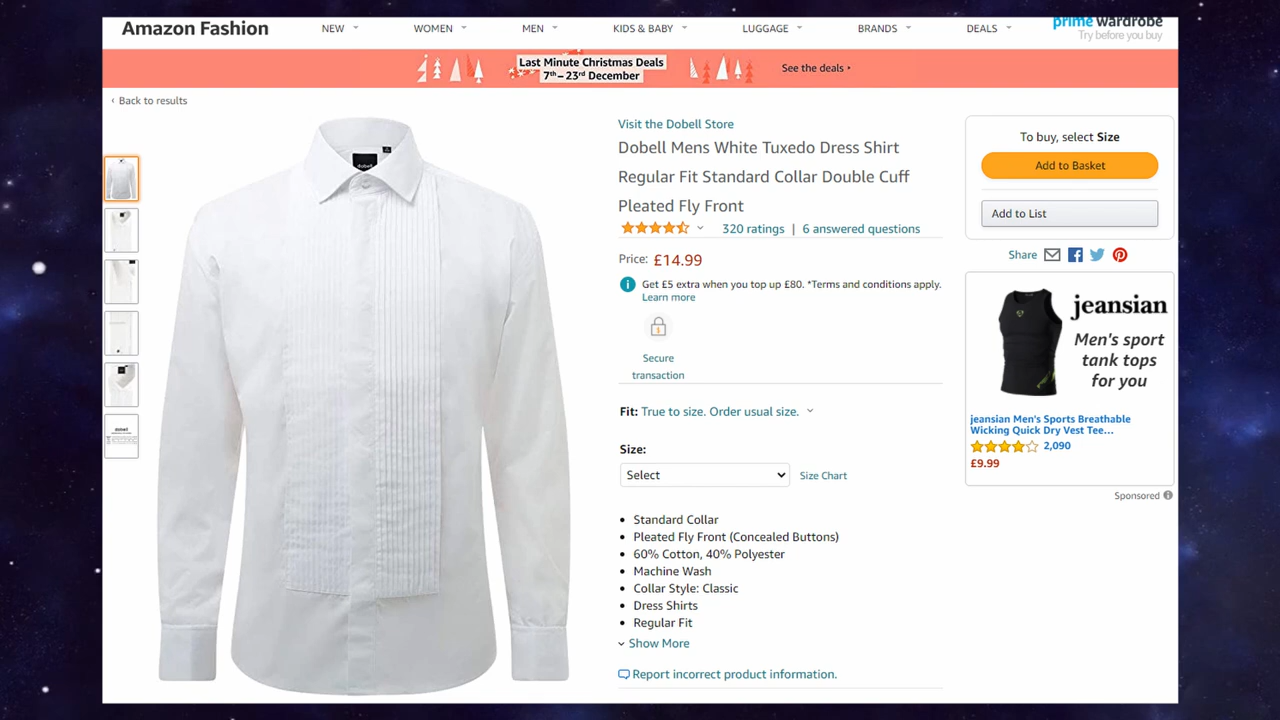 Amazon Fashion
NEW
WOMEN
MEN
KIDS & BABY
LUGGAGE
BRANDS
DEALS
prime wardrobe
Try before you buy
Last Minute Christmas Deals
7th–23rd December
See the deals ▸
‹ Back to results
dobell
dobell
Visit the Dobell Store
Dobell Mens White Tuxedo Dress Shirt
Regular Fit Standard Collar Double Cuff
Pleated Fly Front
320 ratings | 6 answered questions
Price: £14.99
i Get £5 extra when you top up £80. *Terms and conditions apply.
Learn more
Secure
transaction
Fit: True to size. Order usual size.
Size:
Select
Size Chart
• Standard Collar
• Pleated Fly Front (Concealed Buttons)
• 60% Cotton, 40% Polyester
• Machine Wash
• Collar Style: Classic
• Dress Shirts
• Regular Fit
Show More
Report incorrect product information.
To buy, select Size
Add to Basket
Add to List
Share
jeansian
Men's sport
tank tops
for you
jeansian Men's Sports Breathable
Wicking Quick Dry Vest Tee...
2,090
£9.99
Sponsored i